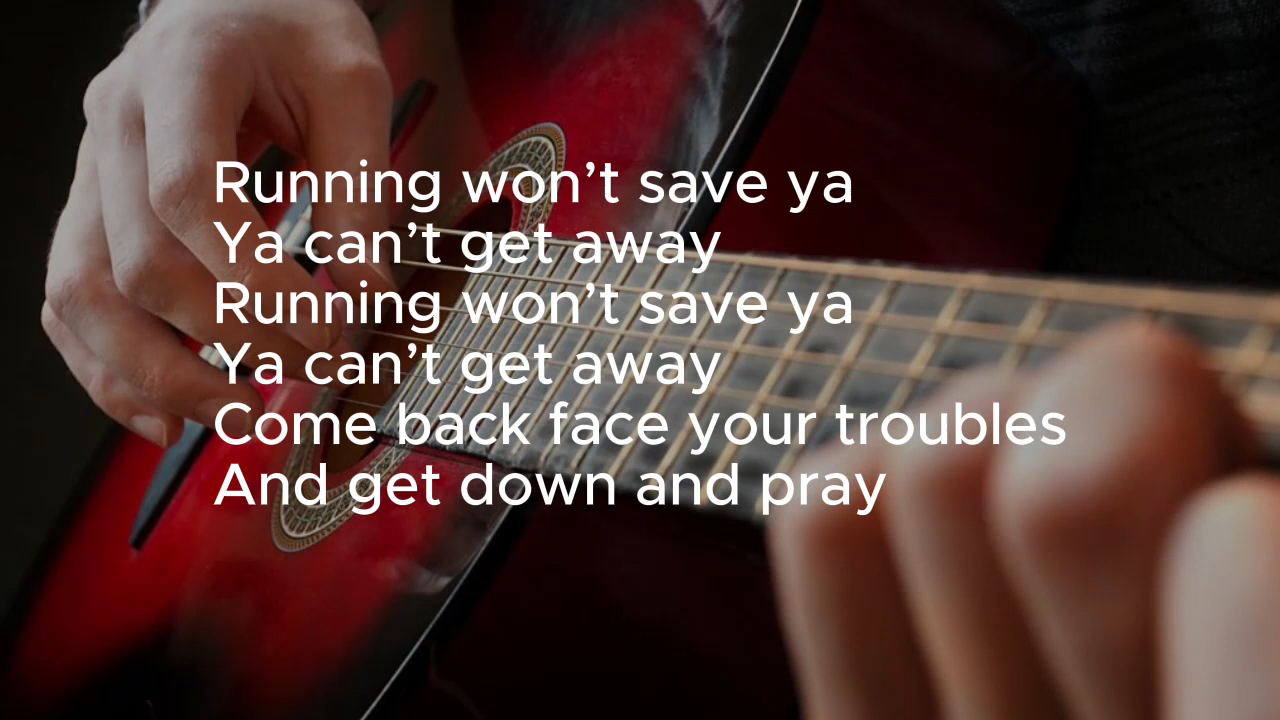 Running won’t save ya
Ya can’t get away
Running won’t save ya
Ya can’t get away
Come back face your troubles
And get down and pray